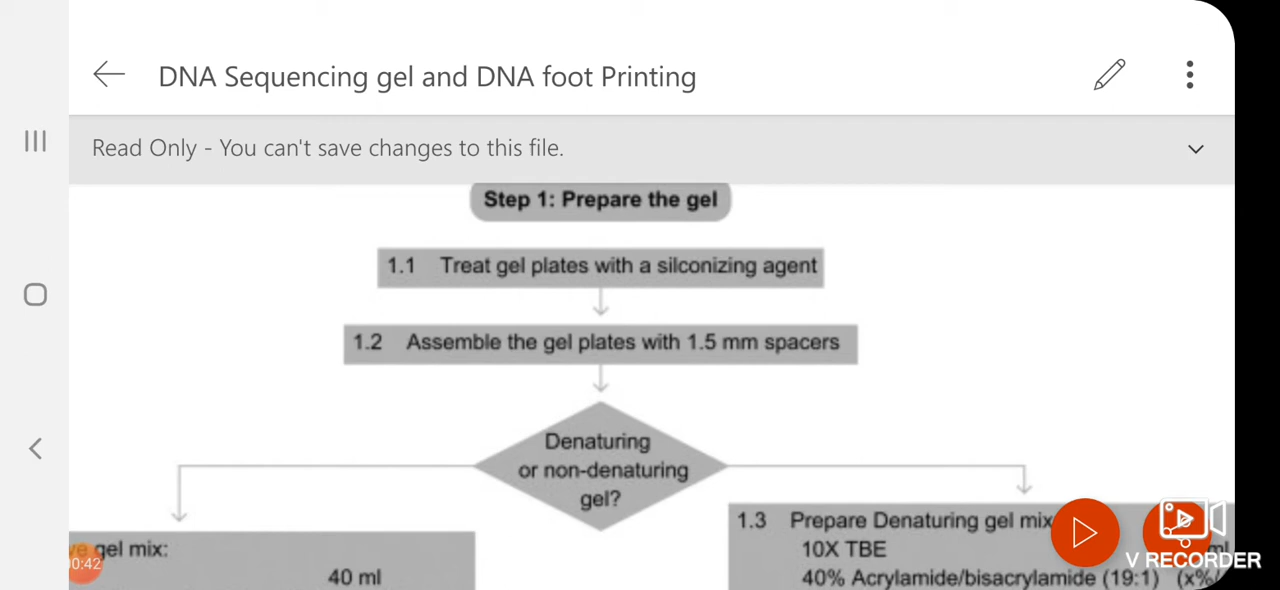 DNA Sequencing gel and DNA foot Printing
Read Only - You can't save changes to this file.
Step 1: Prepare the gel
1.1 Treat gel plates with a silconizing agent
1.2 Assemble the gel plates with 1.5 mm spacers
Denaturing
or non-denaturing
gel?
gel mix:
40 ml
1.3 Prepare Denaturing gel mix
10X TBE
ml
40% Acrylamide/bisacrylamide (19:1) (x%/
0:42
V RECORDER